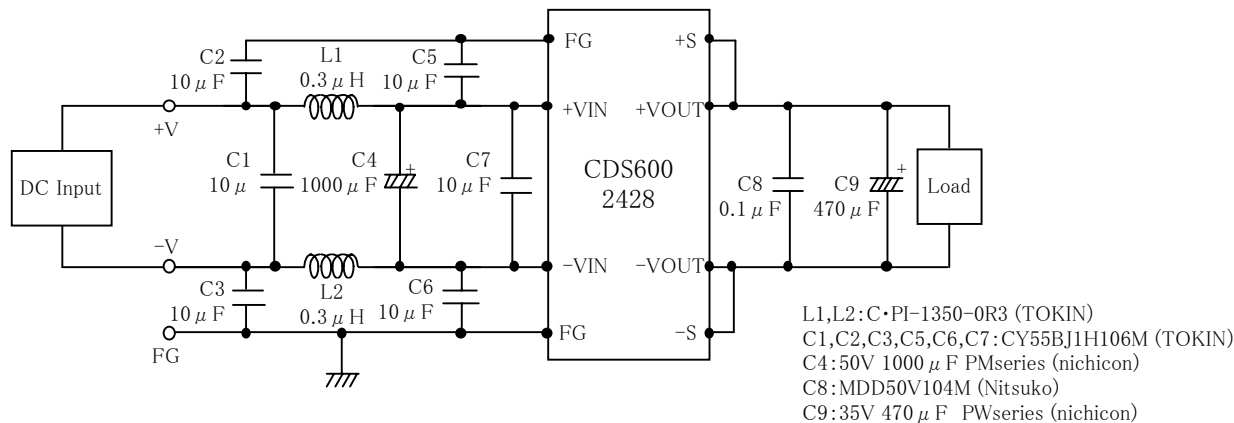 C2
10μF
L1
0.3μH
C5
10μF
FG
+S
+V
+VIN
+VOUT
DC Input
C1
10μ
C4
1000μF
+
C7
10μF
CDS600
2428
C8
0.1μF
C9
470μF
+
Load
-V
-VIN
-VOUT
C3
10μF
L2
0.3μH
C6
10μF
FG
FG
-S
L1,L2:C・PI-1350-0R3 (TOKIN)
C1,C2,C3,C5,C6,C7:CY55BJ1H106M (TOKIN)
C4:50V 1000μF PMseries (nichicon)
C8:MDD50V104M (Nitsuko)
C9:35V 470μF PWseries (nichicon)